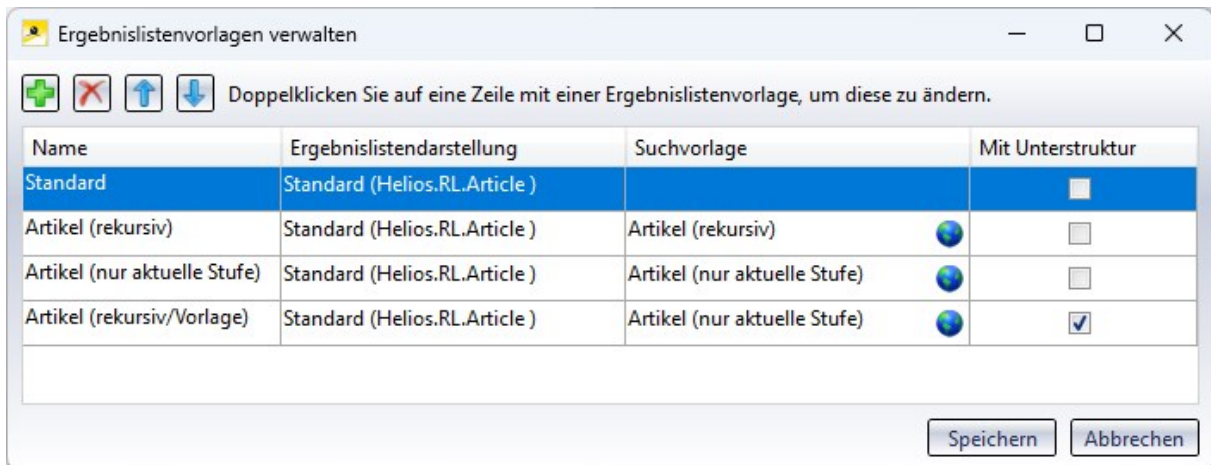 Ergebnislistenvorlagen verwalten
Doppelklicken Sie auf eine Zeile mit einer Ergebnislistenvorlage, um diese zu ändern.
Name Ergebnislistendarstellung Suchvorlage Mit Unterstruktur
Standard Standard (Helios.RL.Article )
Artikel (rekursiv) Standard (Helios.RL.Article ) Artikel (rekursiv)
Artikel (nur aktuelle Stufe) Standard (Helios.RL.Article ) Artikel (nur aktuelle Stufe)
Artikel (rekursiv/Vorlage) Standard (Helios.RL.Article ) Artikel (nur aktuelle Stufe)
Speichern Abbrechen